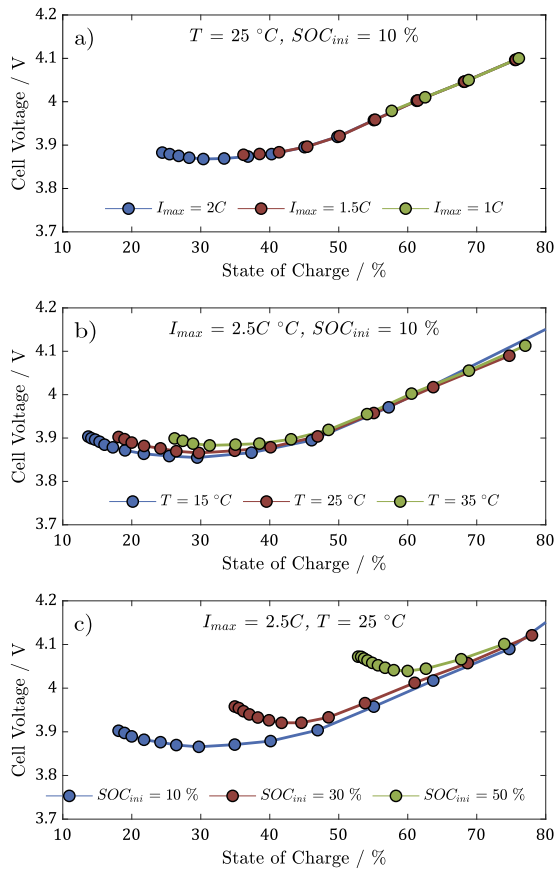 4.2
a)
T = 25 °C, SOC_ini = 10 %
4.1
4
3.9
3.8
3.7
Cell Voltage / V
I_max = 2C
I_max = 1.5C
I_max = 1C
10 20 30 40 50 60 70 80
State of Charge / %
4.2
b)
I_max = 2.5C °C, SOC_ini = 10 %
4.1
4
3.9
3.8
3.7
Cell Voltage / V
T = 15 °C
T = 25 °C
T = 35 °C
10 20 30 40 50 60 70 80
State of Charge / %
4.2
c)
I_max = 2.5C, T = 25 °C
4.1
4
3.9
3.8
3.7
Cell Voltage / V
SOC_ini = 10 %
SOC_ini = 30 %
SOC_ini = 50 %
10 20 30 40 50 60 70 80
State of Charge / %